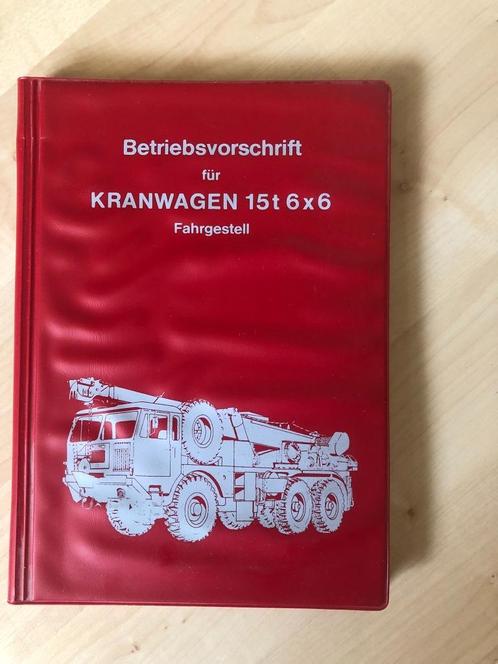 Betriebsvorschrift
für
KRANWAGEN 15t 6x6
Fahrgestell